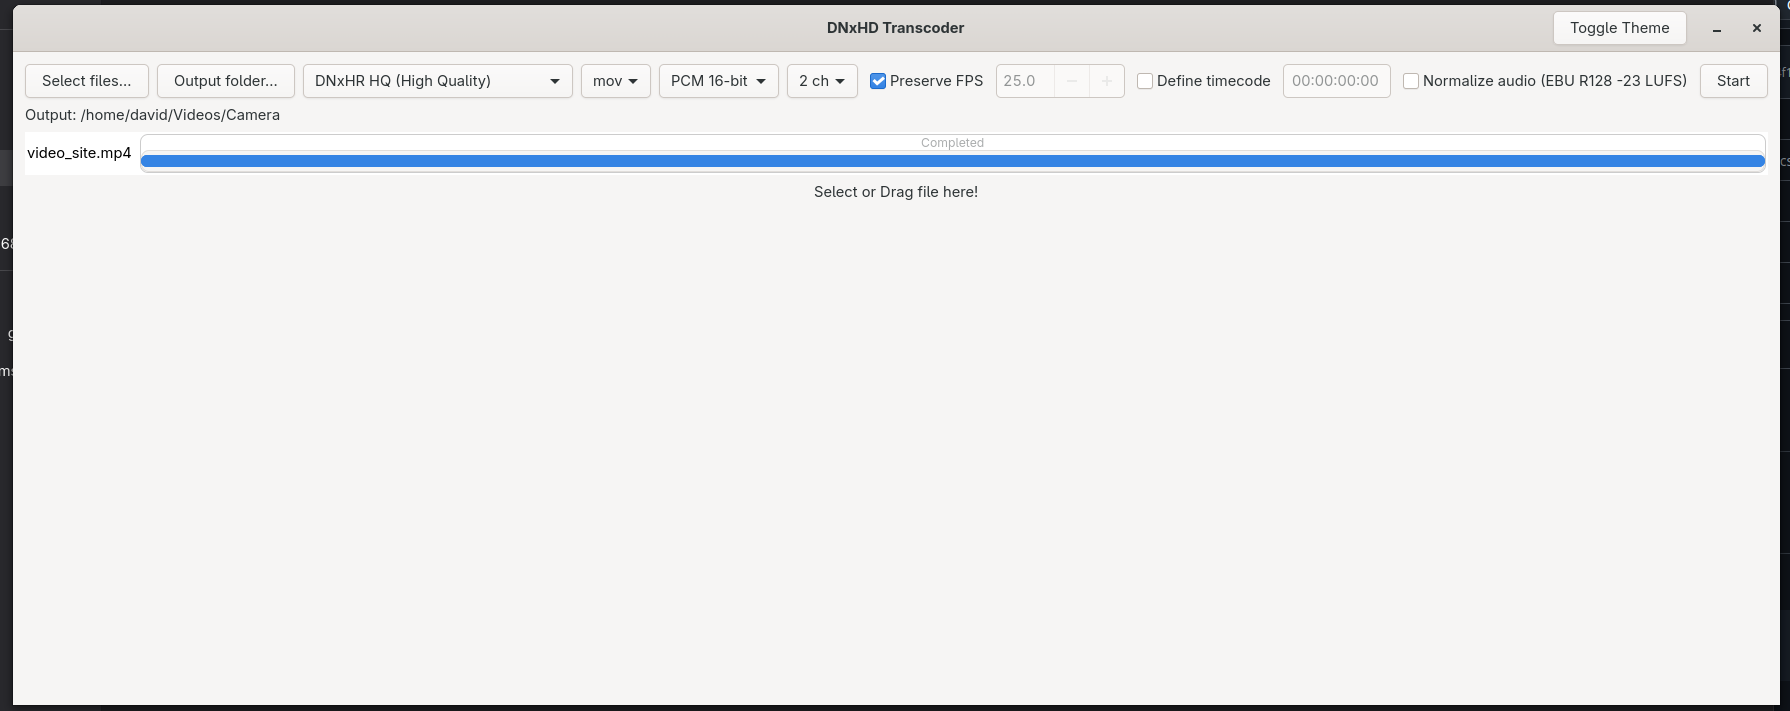 DNxHD Transcoder
Toggle Theme
Select files... Output folder... DNxHR HQ (High Quality) mov PCM 16-bit 2 ch Preserve FPS 25.0 Define timecode 00:00:00:00 Normalize audio (EBU R128 -23 LUFS) Start
Output: /home/david/Videos/Camera
Completed
video_site.mp4
Select or Drag file here!